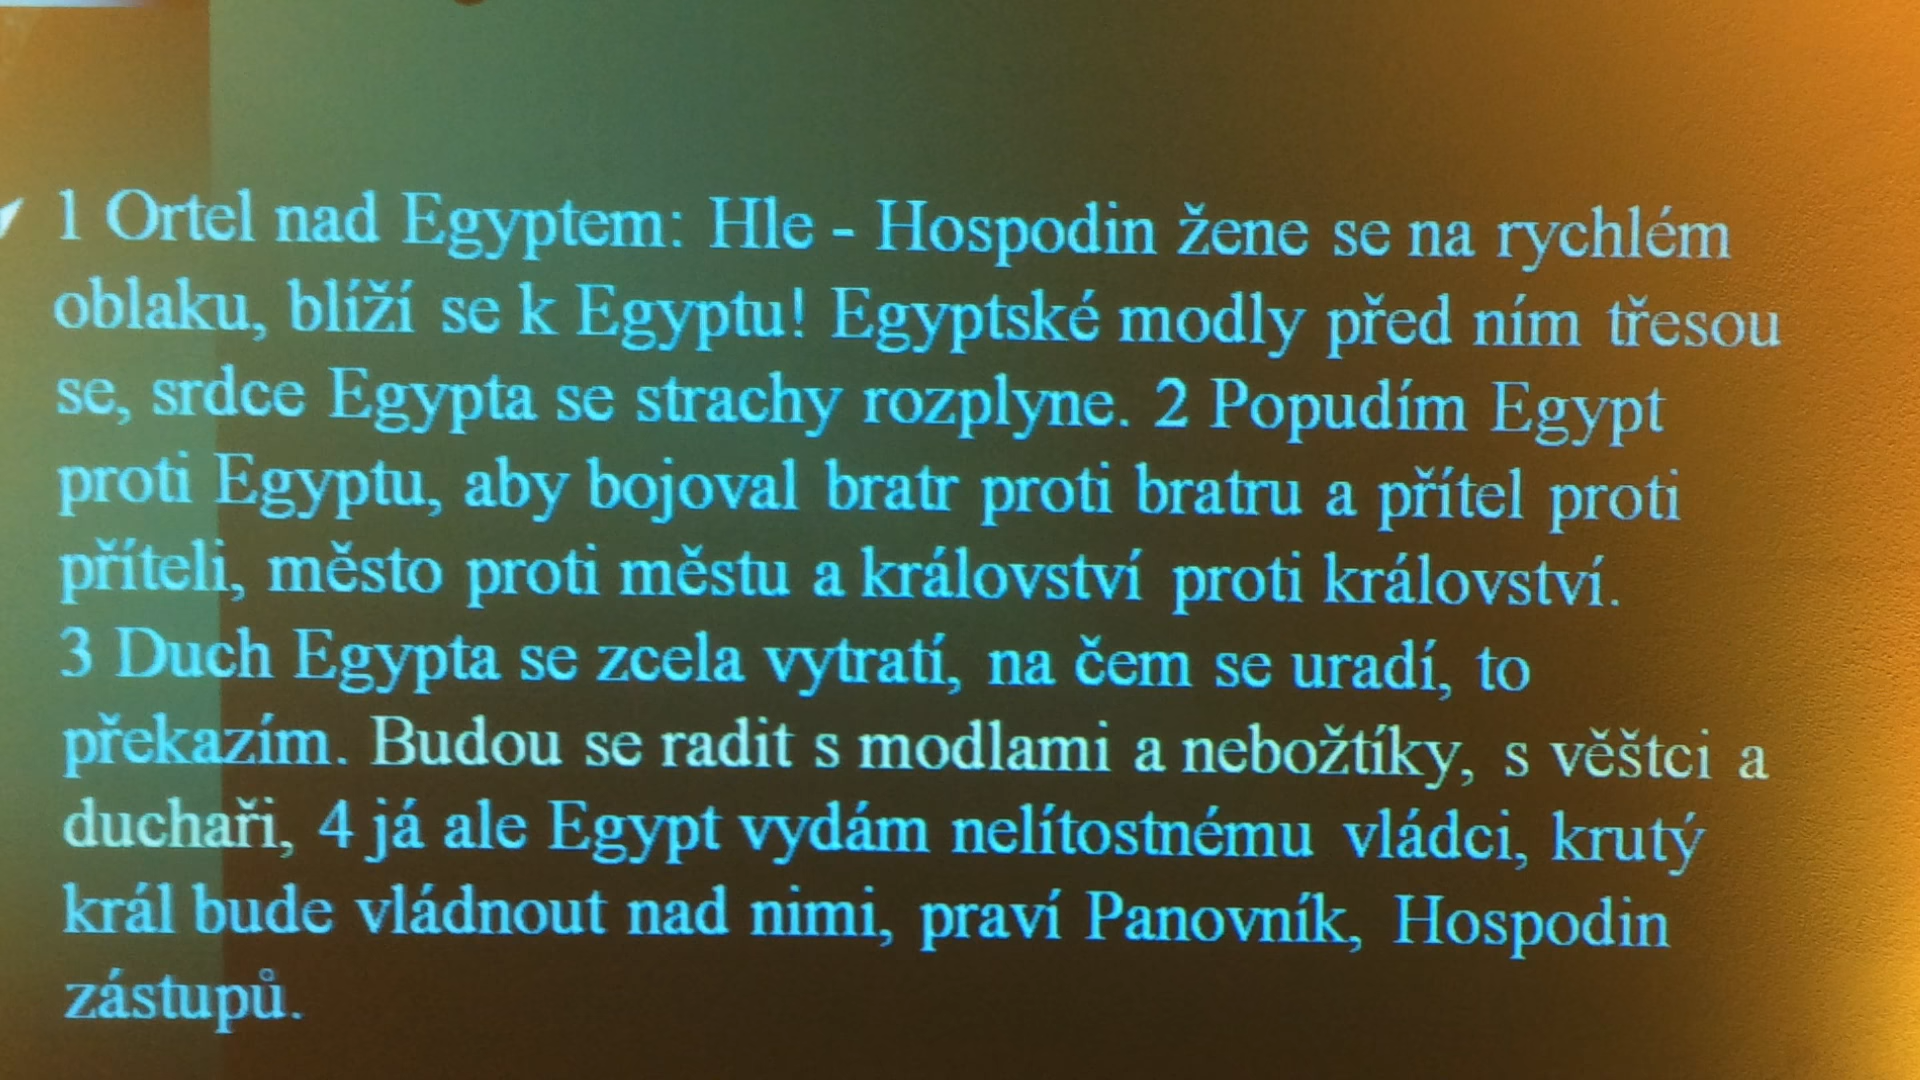 1 Ortel nad Egyptem: Hle - Hospodin žene se na rychlém
oblaku, blíží se k Egyptu! Egyptské modly před ním třesou
se, srdce Egypta se strachy rozplyne. 2 Popudím Egypt
proti Egyptu, aby bojoval bratr proti bratru a přítel proti
příteli, město proti městu a království proti království.
3 Duch Egypta se zcela vytratí, na čem se uradí, to
překazím. Budou se radit s modlami a nebožtíky, s věštci a
duchaři, 4 já ale Egypt vydám nelítostnému vládci, krutý
král bude vládnout nad nimi, praví Panovník, Hospodin
zástupů.